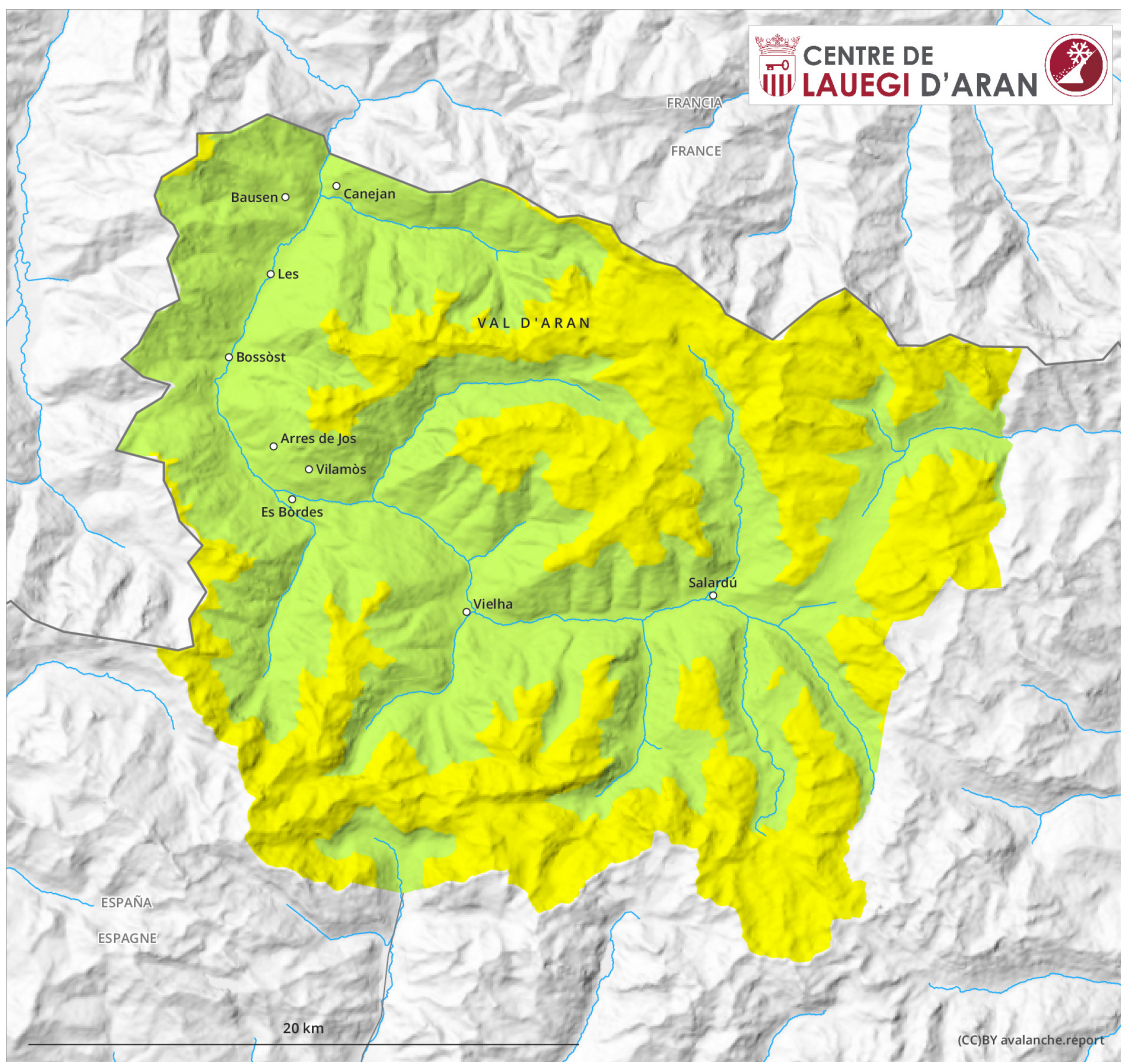 CENTRE DE
LAUEGI D'ARAN
FRANCIA
FRANCE
Bausen
Canejan
Les
VAL D'ARAN
Bossòst
Arres de Jos
Vilamòs
Es Bòrdes
Salardú
Vielha
ESPAÑA
ESPAGNE
20 km
(CC)BY avalanche.report